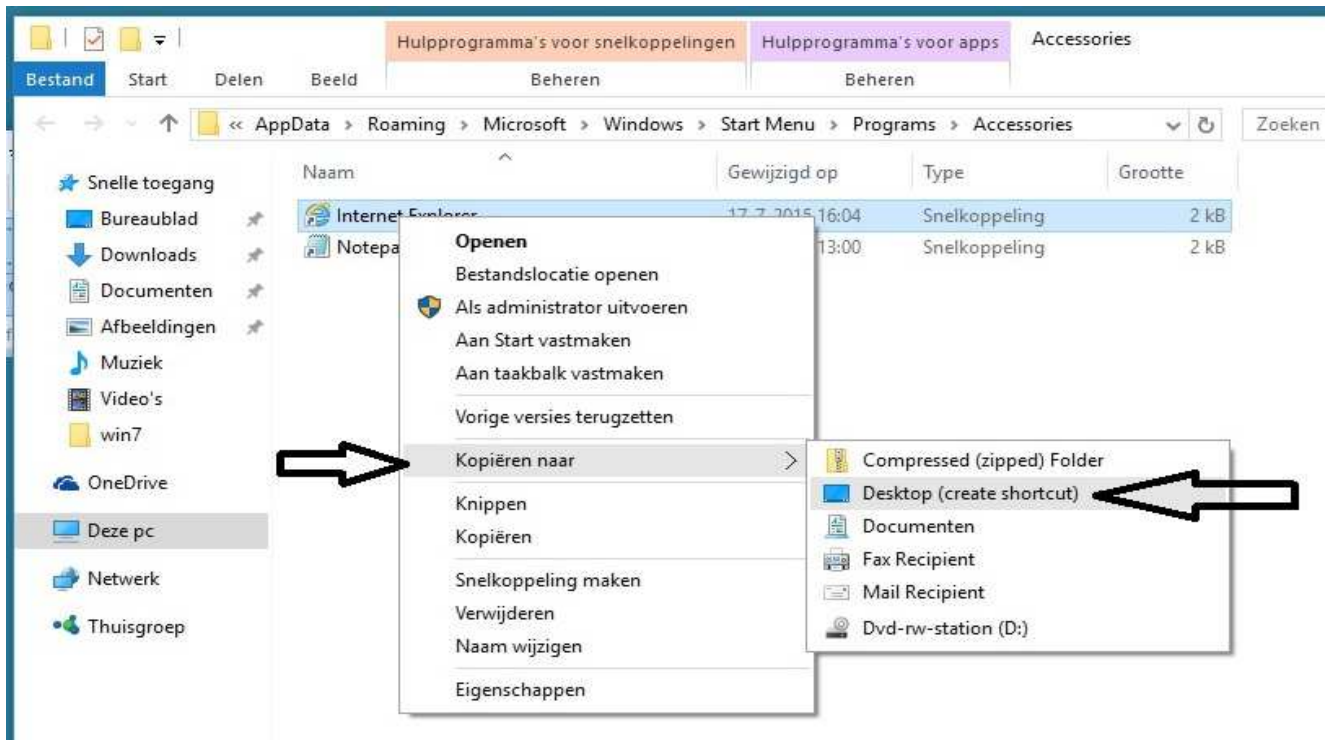 Hulpprogramma's voor snelkoppelingen Hulpprogramma's voor apps Accessories
Bestand Start Delen Beeld Beheren Beheren
« AppData > Roaming > Microsoft > Windows > Start Menu > Programs > Accessories Zoeken
Naam Gewijzigd op Type Grootte
Snelle toegang
Bureaublad
Downloads
Documenten
Afbeeldingen
Muziek
Video's
win7
OneDrive
Deze pc
Netwerk
Thuisgroep
Internet Explorer 17-7-2015 16:04 Snelkoppeling 2 kB
13:00 Snelkoppeling 2 kB
Openen
Bestandslocatie openen
Als administrator uitvoeren
Aan Start vastmaken
Aan taakbalk vastmaken
Vorige versies terugzetten
Kopiëren naar
Knippen
Kopiëren
Snelkoppeling maken
Verwijderen
Naam wijzigen
Eigenschappen
Compressed (zipped) Folder
Desktop (create shortcut)
Documenten
Fax Recipient
Mail Recipient
Dvd-rw-station (D:)